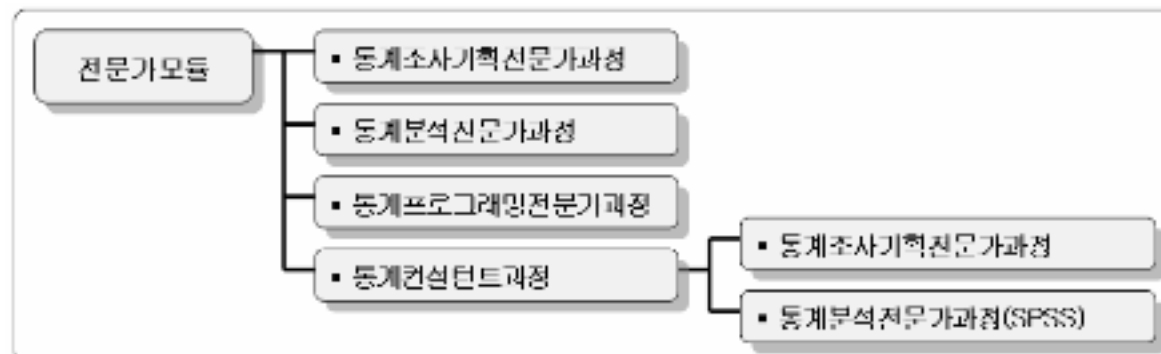 전문가모듈
▪ 통계조사기획전문가과정
▪ 통계분석전문가과정
▪ 통계프로그래밍전문가과정
▪ 통계컨설턴트과정
▪ 통계조사기획전문가과정
▪ 통계분석전문가과정(SPSS)